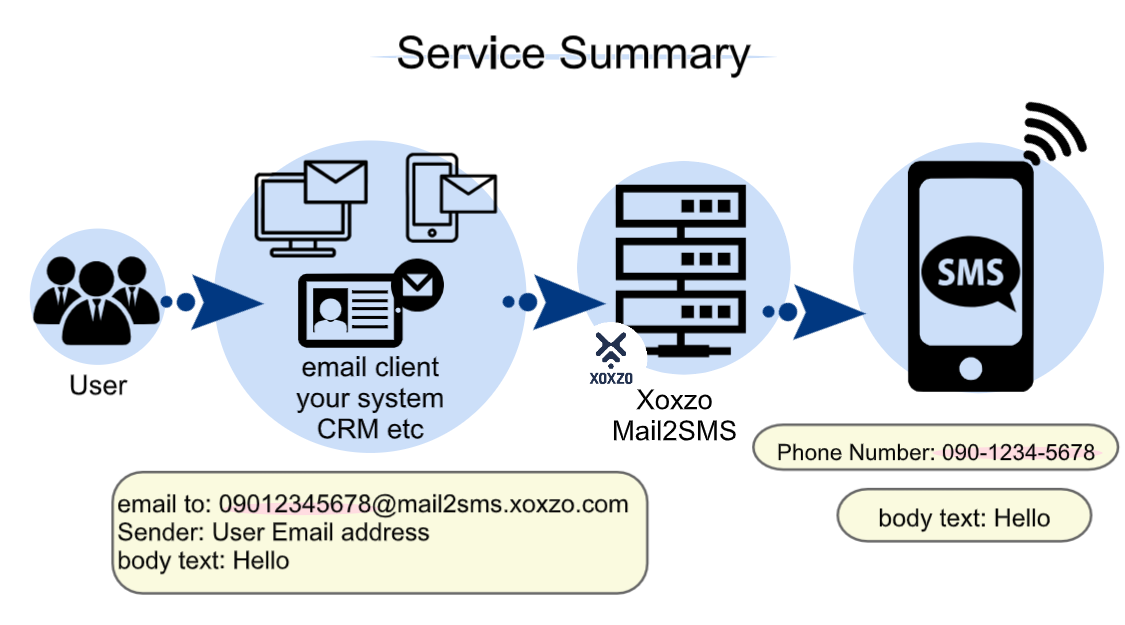 Service Summary
SMS
User
email client
your system
CRM etc
XOXZO
Xoxzo
Mail2SMS
Phone Number: 090-1234-5678
body text: Hello
email to: 09012345678@mail2sms.xoxzo.com
Sender: User Email address
body text: Hello